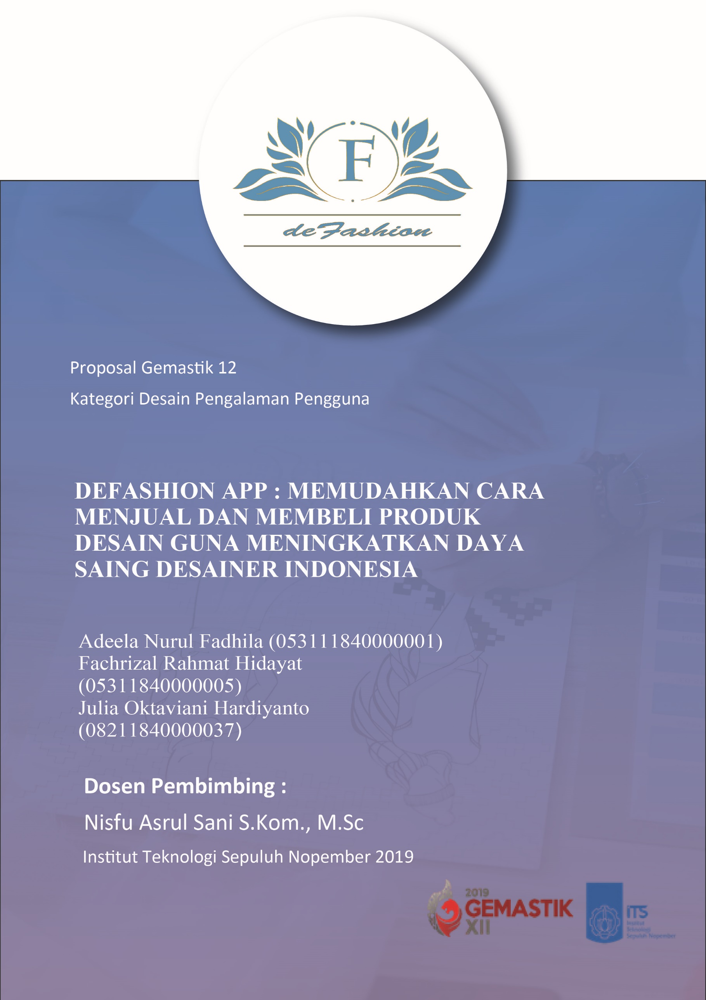 F
deFashion
Proposal Gemastik 12
Kategori Desain Pengalaman Pengguna
DEFASHION APP : MEMUDAHKAN CARA
MENJUAL DAN MEMBELI PRODUK
DESAIN GUNA MENINGKATKAN DAYA
SAING DESAINER INDONESIA
Adeela Nurul Fadhila (053111840000001)
Fachrizal Rahmat Hidayat
(05311840000005)
Julia Oktaviani Hardiyanto
(08211840000037)
Dosen Pembimbing :
Nisfu Asrul Sani S.Kom., M.Sc
Institut Teknologi Sepuluh Nopember 2019
2019
GEMASTIK
XII
iTS
Institut
Teknologi
Sepuluh Nopember